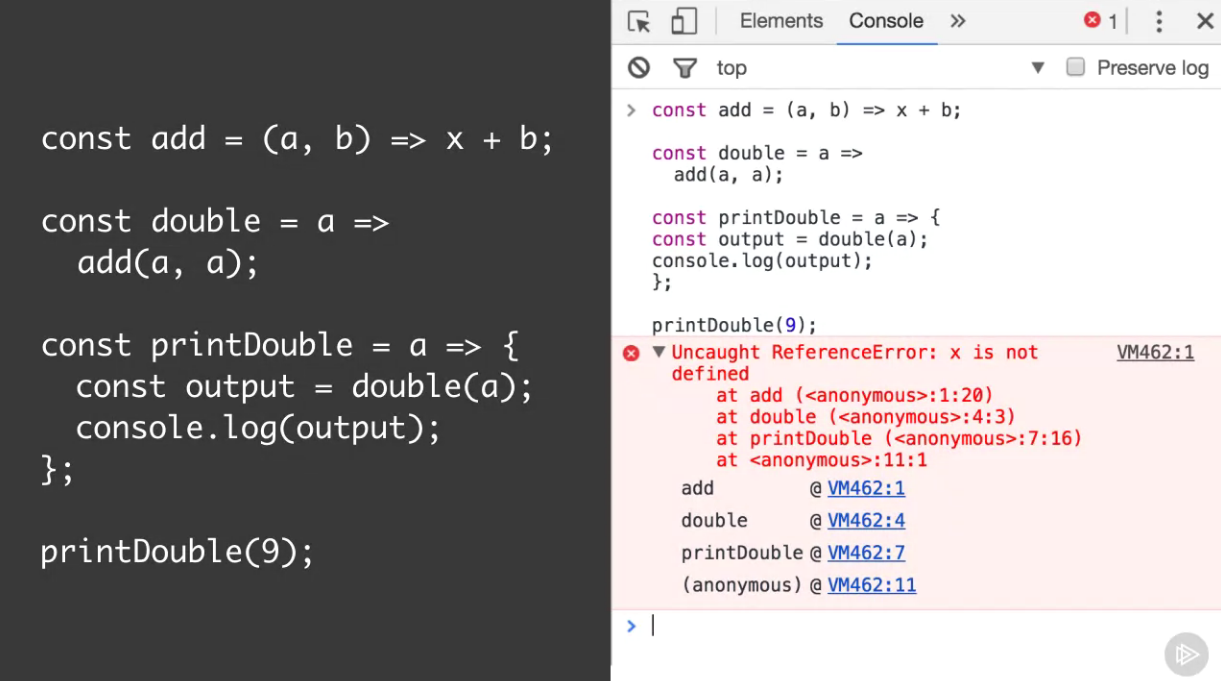 const add = (a, b) => x + b;
const double = a =>
  add(a, a);
const printDouble = a => {
  const output = double(a);
  console.log(output);
};
printDouble(9);
Elements Console » 1
top ▼ Preserve log
> const add = (a, b) => x + b;
const double = a =>
  add(a, a);
const printDouble = a => {
const output = double(a);
console.log(output);
};
printDouble(9);
▼ Uncaught ReferenceError: x is not VM462:1
defined
    at add (<anonymous>:1:20)
    at double (<anonymous>:4:3)
    at printDouble (<anonymous>:7:16)
    at <anonymous>:11:1
add @ VM462:1
double @ VM462:4
printDouble @ VM462:7
(anonymous) @ VM462:11
>